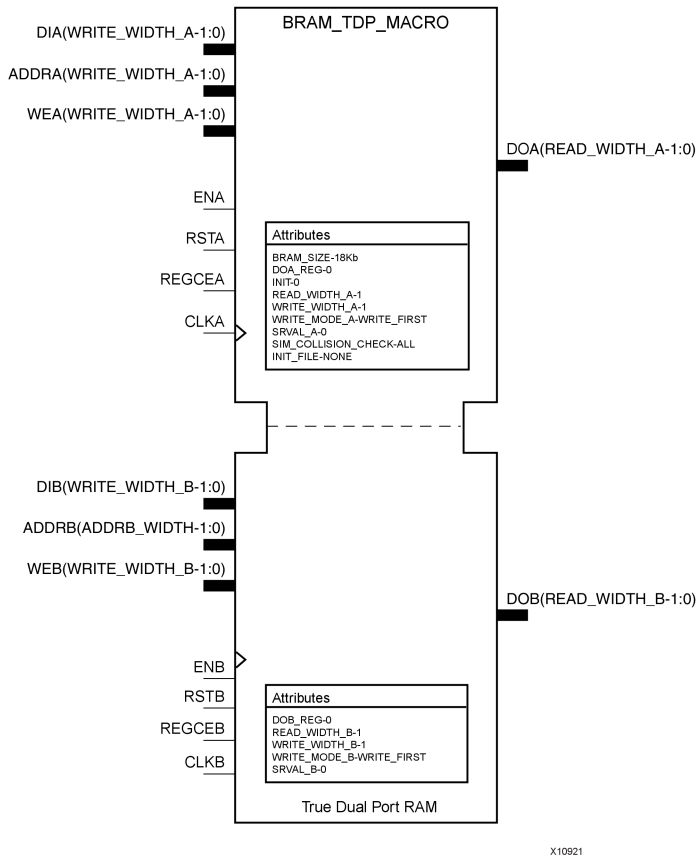 BRAM_TDP_MACRO
DIA(WRITE_WIDTH_A-1:0)
ADDRA(WRITE_WIDTH_A-1:0)
WEA(WRITE_WIDTH_A-1:0)
DOA(READ_WIDTH_A-1:0)
ENA
RSTA
REGCEA
CLKA
Attributes
BRAM_SIZE-18Kb
DOA_REG-0
INIT-0
READ_WIDTH_A-1
WRITE_WIDTH_A-1
WRITE_MODE_A-WRITE_FIRST
SRVAL_A-0
SIM_COLLISION_CHECK-ALL
INIT_FILE-NONE
DIB(WRITE_WIDTH_B-1:0)
ADDRB(ADDRB_WIDTH-1:0)
WEB(WRITE_WIDTH_B-1:0)
DOB(READ_WIDTH_B-1:0)
ENB
RSTB
REGCEB
CLKB
Attributes
DOB_REG-0
READ_WIDTH_B-1
WRITE_WIDTH_B-1
WRITE_MODE_B-WRITE_FIRST
SRVAL_B-0
True Dual Port RAM
X10921